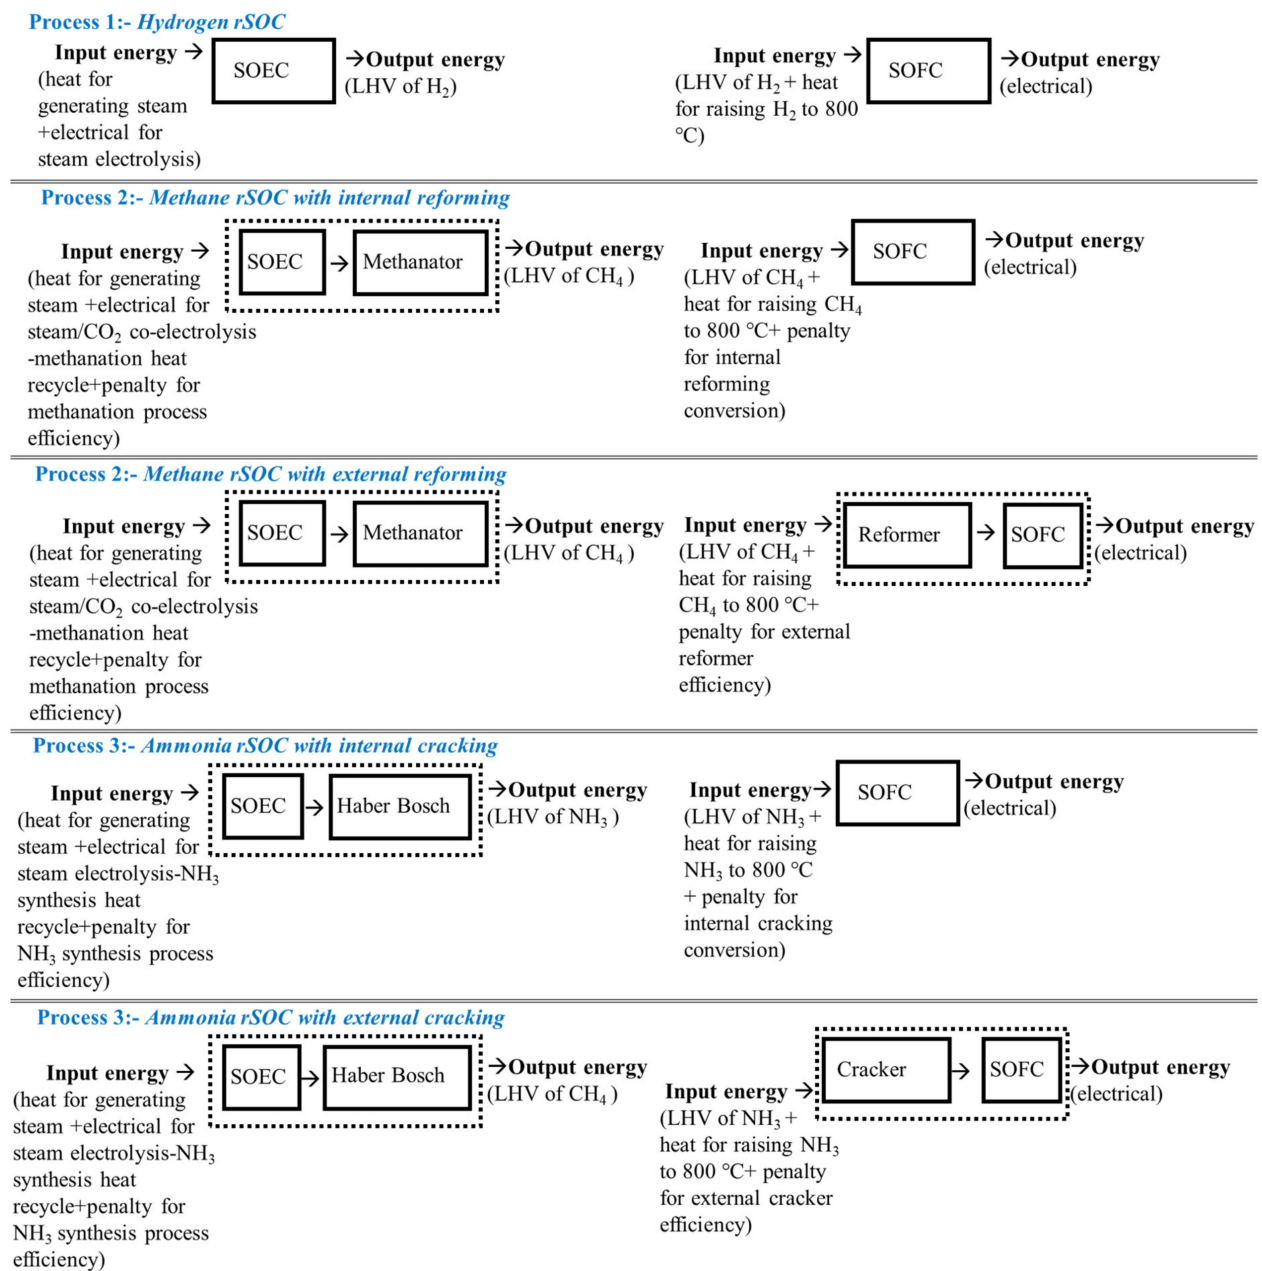 Process 1:- Hydrogen rSOC
Input energy →
(heat for
generating steam
+electrical for
steam electrolysis)
SOEC
→Output energy
(LHV of H₂)
Input energy →
(LHV of H₂ + heat
for raising H₂ to 800
°C)
SOFC
→Output energy
(electrical)
Process 2:- Methane rSOC with internal reforming
Input energy →
(heat for generating
steam +electrical for
steam/CO₂ co-electrolysis
-methanation heat
recycle+penalty for
methanation process
efficiency)
SOEC
→
Methanator
→Output energy
(LHV of CH₄ )
Input energy →
(LHV of CH₄ +
heat for raising CH₄
to 800 °C+ penalty
for internal
reforming
conversion)
SOFC
→Output energy
(electrical)
Process 2:- Methane rSOC with external reforming
Input energy →
(heat for generating
steam +electrical for
steam/CO₂ co-electrolysis
-methanation heat
recycle+penalty for
methanation process
efficiency)
SOEC
→
Methanator
→Output energy
(LHV of CH₄ )
Input energy →
(LHV of CH₄ +
heat for raising
CH₄ to 800 °C+
penalty for external
reformer
efficiency)
Reformer
→
SOFC
→Output energy
(electrical)
Process 3:- Ammonia rSOC with internal cracking
Input energy →
(heat for generating
steam +electrical for
steam electrolysis-NH₃
synthesis heat
recycle+penalty for
NH₃ synthesis process
efficiency)
SOEC
→
Haber Bosch
→Output energy
(LHV of NH₃ )
Input energy→
(LHV of NH₃ +
heat for raising
NH₃ to 800 °C
+ penalty for
internal cracking
conversion)
SOFC
→Output energy
(electrical)
Process 3:- Ammonia rSOC with external cracking
Input energy →
(heat for generating
steam +electrical for
steam electrolysis-NH₃
synthesis heat
recycle+penalty for
NH₃ synthesis process
efficiency)
SOEC
→
Haber Bosch
→Output energy
(LHV of CH₄ )
Input energy →
(LHV of NH₃ +
heat for raising NH₃
to 800 °C+ penalty
for external cracker
efficiency)
Cracker
→
SOFC
→Output energy
(electrical)